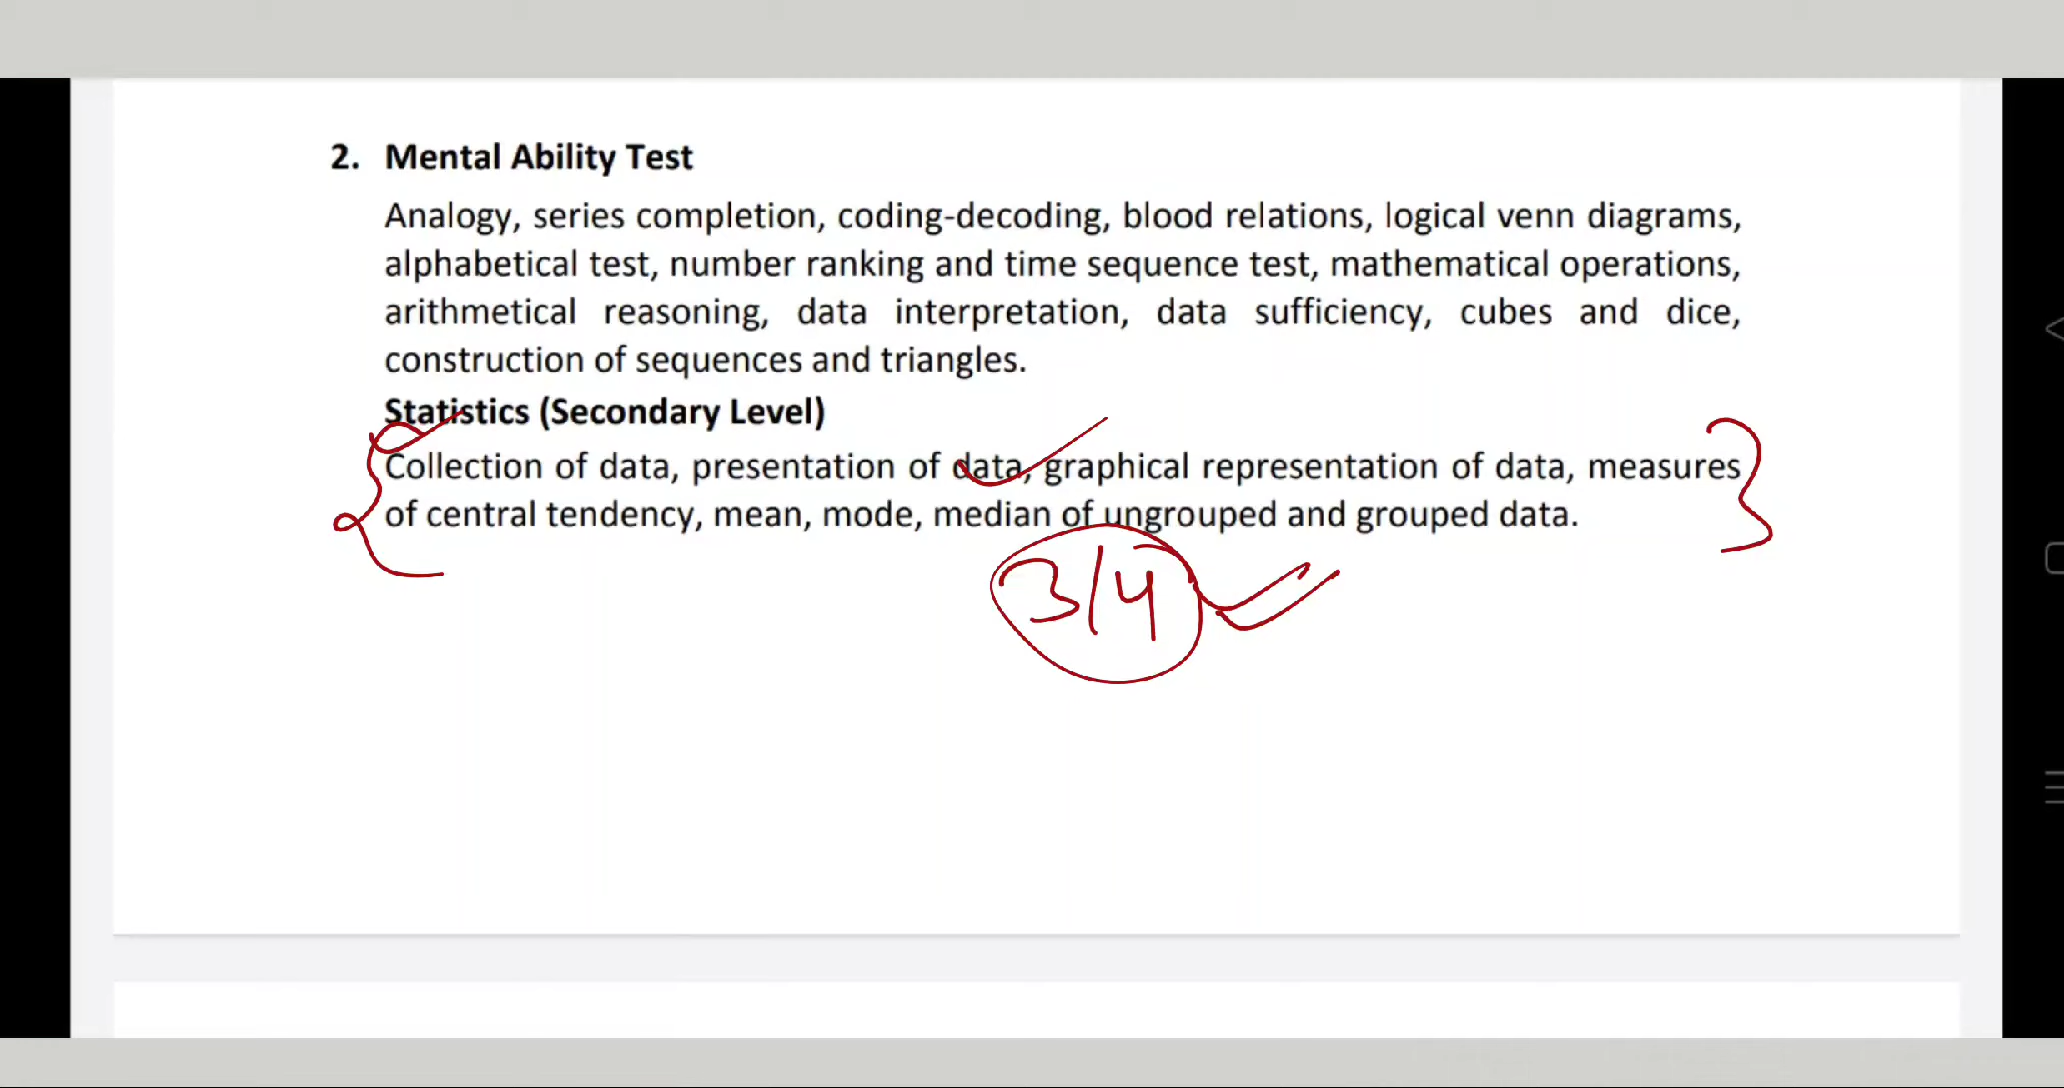 2. Mental Ability Test
Analogy, series completion, coding-decoding, blood relations, logical venn diagrams,
alphabetical test, number ranking and time sequence test, mathematical operations,
arithmetical reasoning, data interpretation, data sufficiency, cubes and dice,
construction of sequences and triangles.
Statistics (Secondary Level)
Collection of data, presentation of data, graphical representation of data, measures
of central tendency, mean, mode, median of ungrouped and grouped data.
3/4